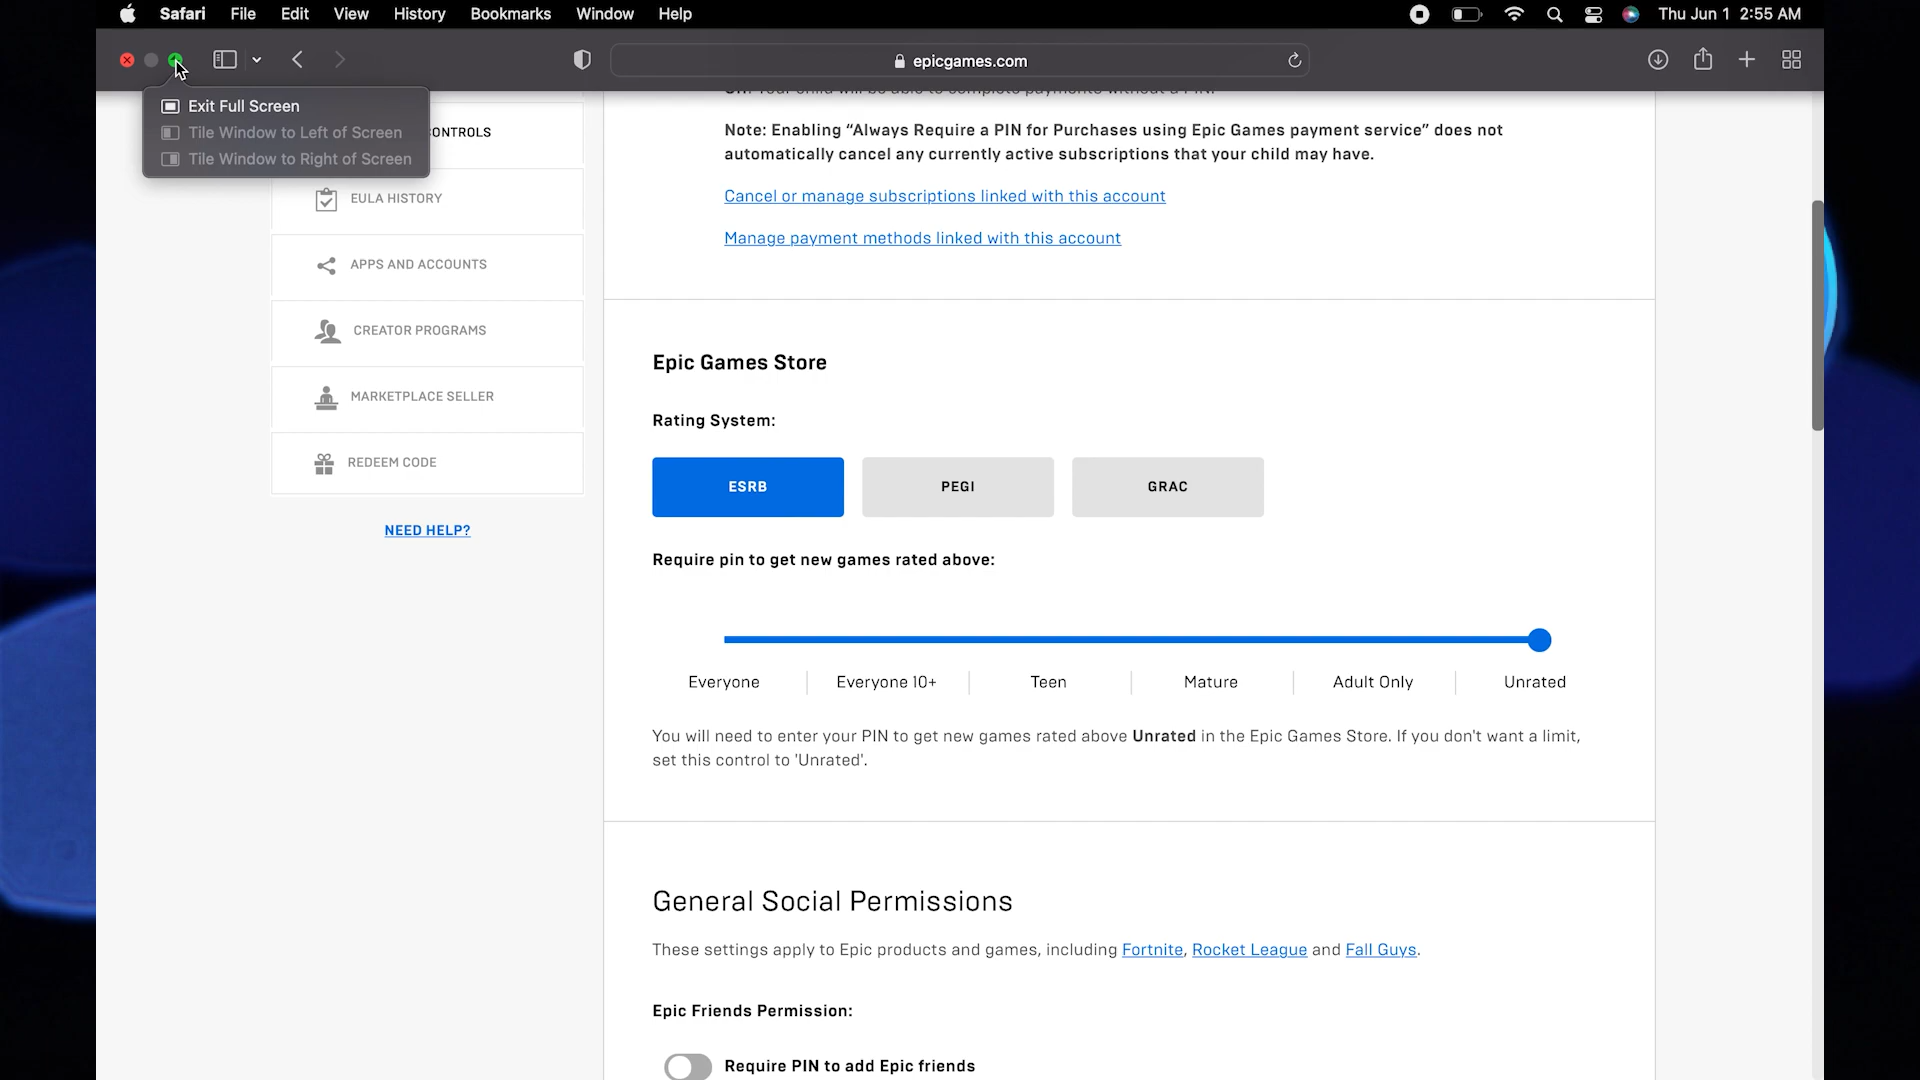 Safari File Edit View History Bookmarks Window Help Thu Jun 1 2:55 AM
epicgames.com
Exit Full Screen
Tile Window to Left of Screen
Tile Window to Right of Screen
ONTROLS
EULA HISTORY
APPS AND ACCOUNTS
CREATOR PROGRAMS
MARKETPLACE SELLER
REDEEM CODE
NEED HELP?
Note: Enabling “Always Require a PIN for Purchases using Epic Games payment service” does not
automatically cancel any currently active subscriptions that your child may have.
Cancel or manage subscriptions linked with this account
Manage payment methods linked with this account
Epic Games Store
Rating System:
ESRB PEGI GRAC
Require pin to get new games rated above:
Everyone Everyone 10+ Teen Mature Adult Only Unrated
You will need to enter your PIN to get new games rated above Unrated in the Epic Games Store. If you don't want a limit,
set this control to 'Unrated'.
General Social Permissions
These settings apply to Epic products and games, including Fortnite, Rocket League and Fall Guys.
Epic Friends Permission:
Require PIN to add Epic friends